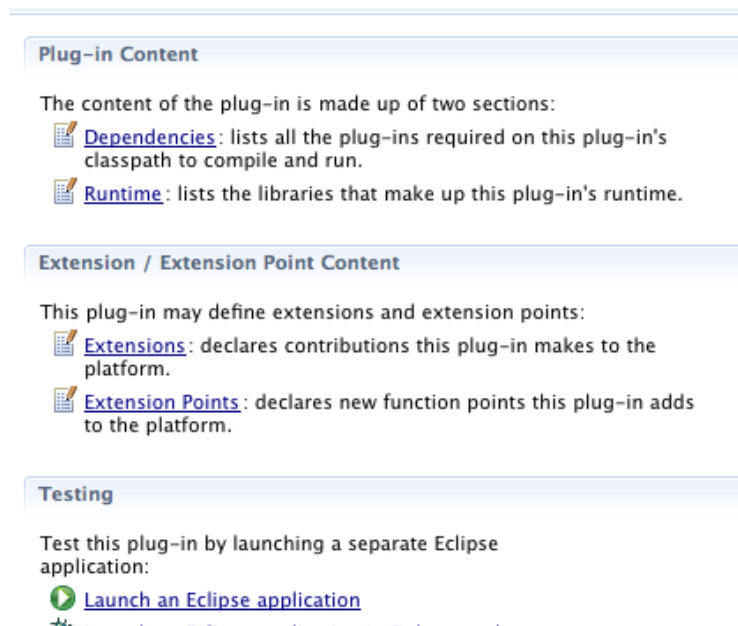 Plug-in Content
The content of the plug-in is made up of two sections:
Dependencies: lists all the plug-ins required on this plug-in's
classpath to compile and run.
Runtime: lists the libraries that make up this plug-in's runtime.
Extension / Extension Point Content
This plug-in may define extensions and extension points:
Extensions: declares contributions this plug-in makes to the
platform.
Extension Points: declares new function points this plug-in adds
to the platform.
Testing
Test this plug-in by launching a separate Eclipse
application:
Launch an Eclipse application